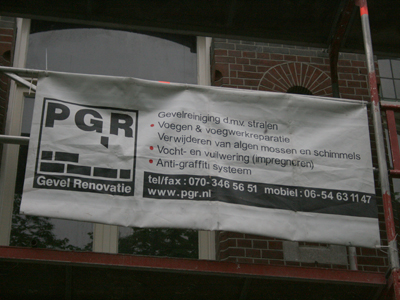 PGR
Gevel Renovatie
Gevelreiniging d.m.v. stralen
• Voegen & voegwerkreparatie
Verwijderen van algen mossen en schimmels
• Vocht- en vuilwering (impregneren)
• Anti-graffiti systeem
tel/fax: 070-346 56 51 mobiel: 06-54 63 11 47
www.pgr.nl